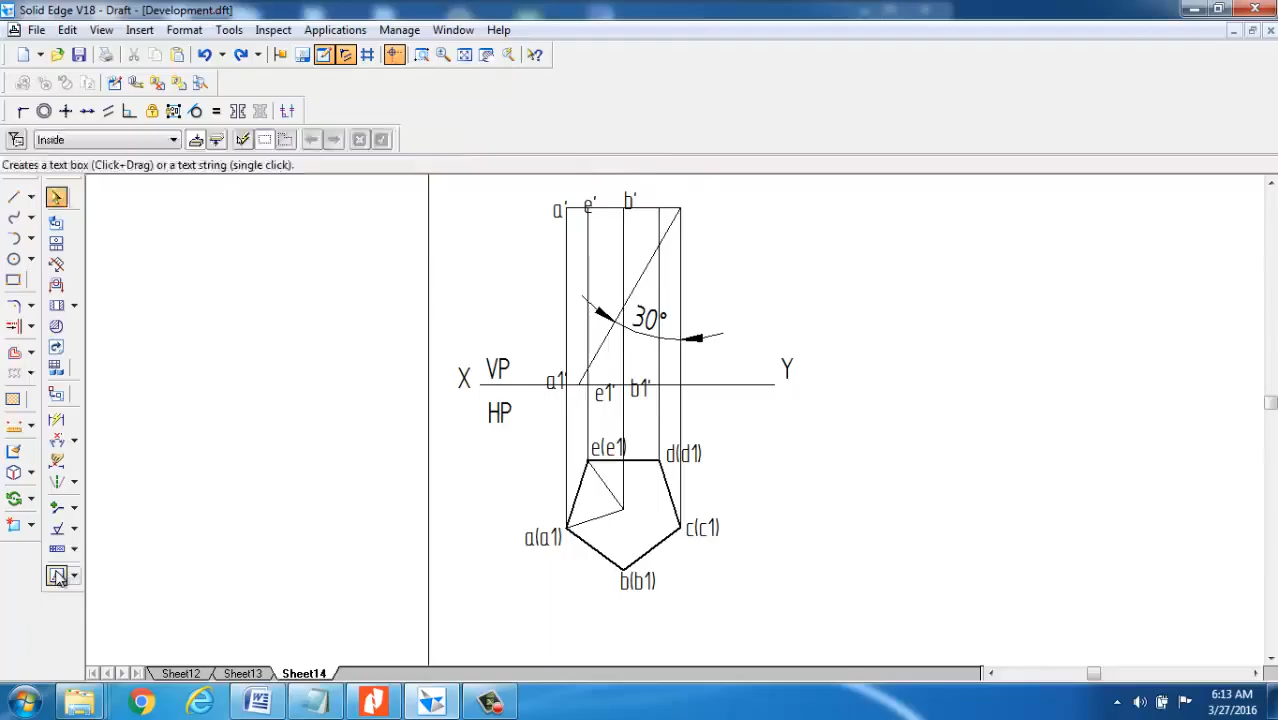 Solid Edge V18 - Draft - [Development.dft]
File Edit View Insert Format Tools Inspect Applications Manage Window Help
Inside
Creates a text box (Click+Drag) or a text string (single click).
a' e' b'
30°
X VP Y
a1' e1' b1'
HP
e(e1) d(d1)
a(a1) c(c1)
b(b1)
Sheet12 Sheet13 Sheet14
6:13 AM
3/27/2016